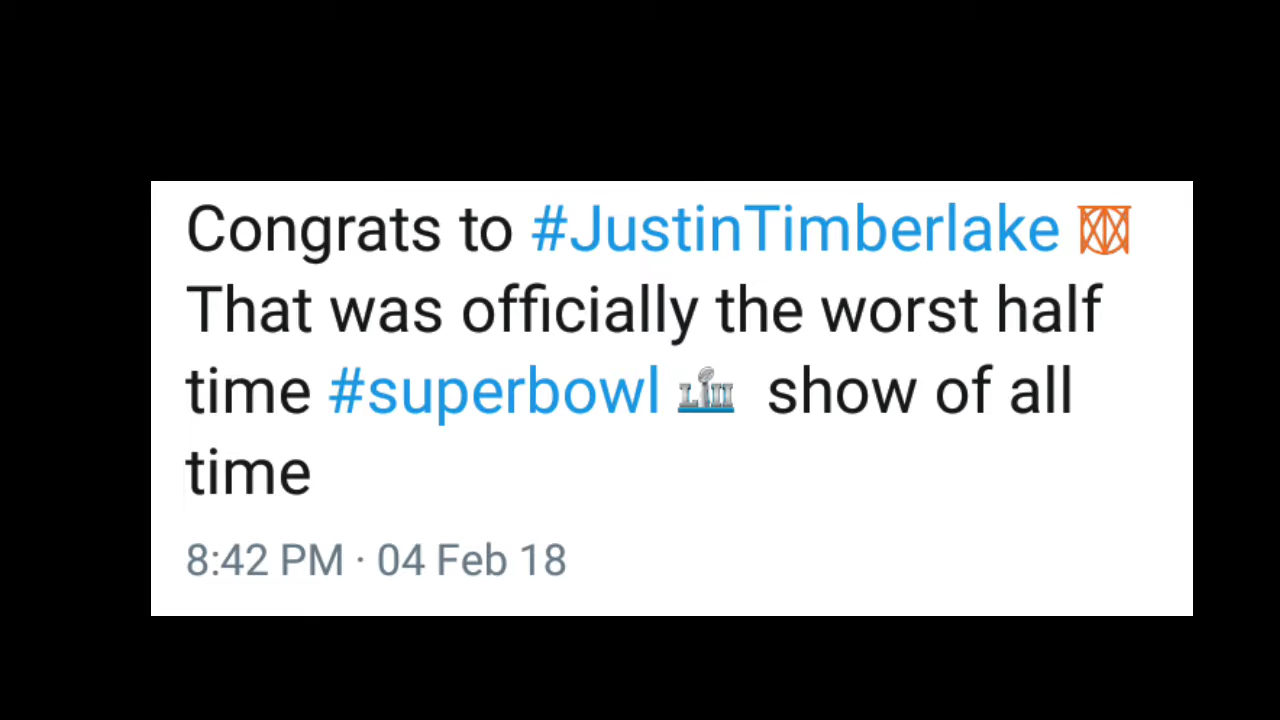 Congrats to #JustinTimberlake
That was officially the worst half
time #superbowl LII show of all
time
8:42 PM · 04 Feb 18